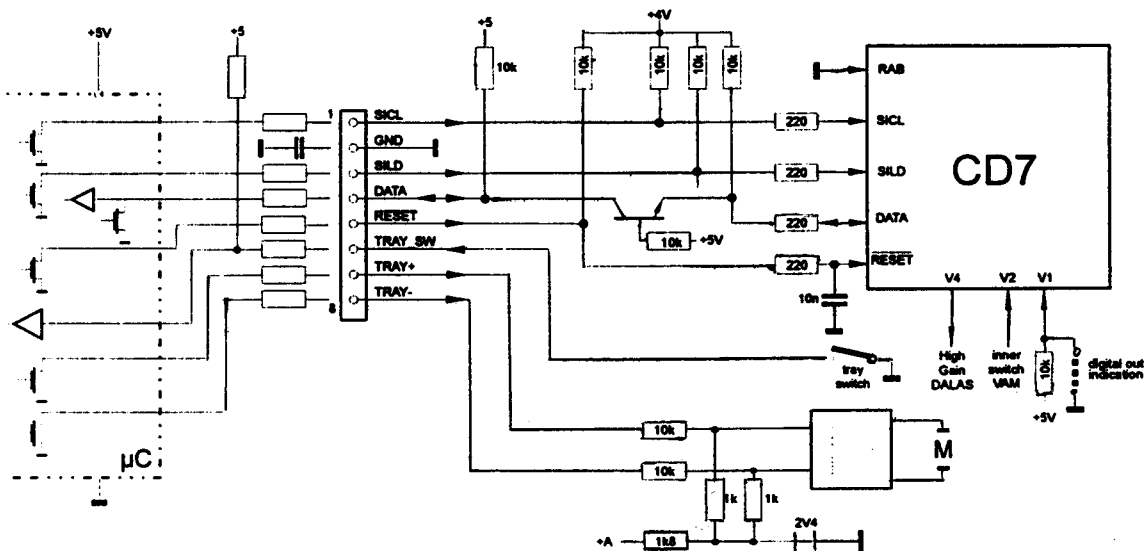 +5V
+5
+5
+4V
10k
10k
10k
10k
10k
1
SICL
GND
SILD
DATA
RESET
TRAY_SW
TRAY+
TRAY-
8
10k
+5V
220
220
220
220
10n
RAB
SICL
SILD
DATA
RESET
CD7
V4
V2
V1
High
Gain
DALAS
inner
switch
VAM
10k
+5V
digital out
indication
tray
switch
µC
10k
10k
1k
1k
M
+A
1k8
2V4